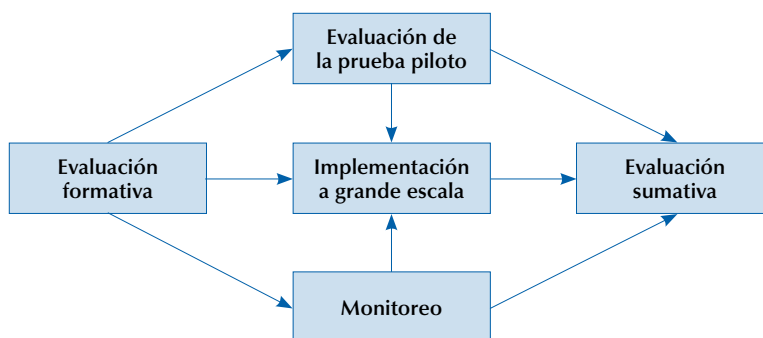 Evaluación de
la prueba piloto
Evaluación
formativa
Implementación
a grande escala
Evaluación
sumativa
Monitoreo